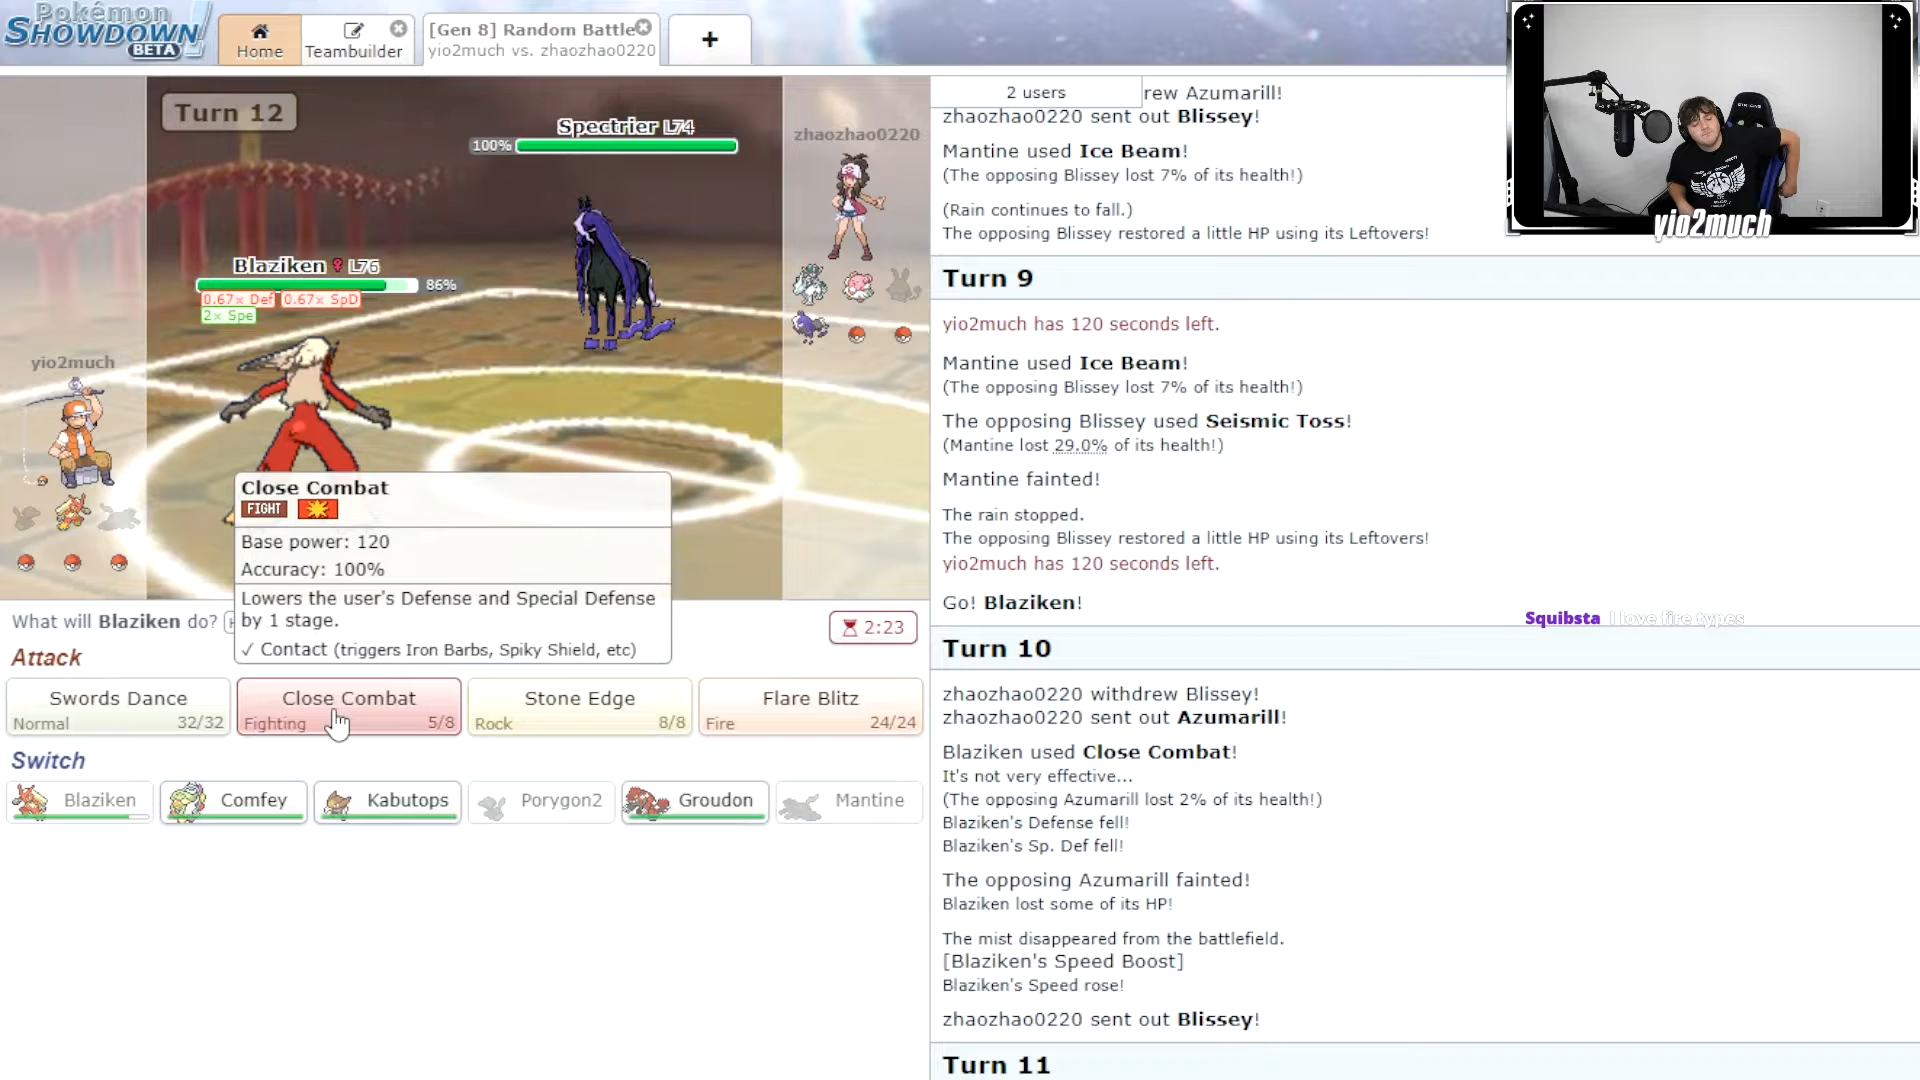 Pokémon
SHOWDOWN
BETA
Home
Teambuilder
[Gen 8] Random Battle
yio2much vs. zhaozhao0220
+
Turn 12
Spectrier L74
100%
zhaozhao0220
Blaziken L76
86%
0.67× Def 0.67× SpD
2× Spe
yio2much
Close Combat
FIGHT
Base power: 120
Accuracy: 100%
Lowers the user's Defense and Special Defense
by 1 stage.
✓ Contact (triggers Iron Barbs, Spiky Shield, etc)
What will Blaziken do?
2:23
Attack
Swords Dance
Normal 32/32
Close Combat
Fighting 5/8
Stone Edge
Rock 8/8
Flare Blitz
Fire 24/24
Switch
Blaziken
Comfey
Kabutops
Porygon2
Groudon
Mantine
2 users
rew Azumarill!
zhaozhao0220 sent out Blissey!
Mantine used Ice Beam!
(The opposing Blissey lost 7% of its health!)
(Rain continues to fall.)
The opposing Blissey restored a little HP using its Leftovers!
Turn 9
yio2much has 120 seconds left.
Mantine used Ice Beam!
(The opposing Blissey lost 7% of its health!)
The opposing Blissey used Seismic Toss!
(Mantine lost 29.0% of its health!)
Mantine fainted!
The rain stopped.
The opposing Blissey restored a little HP using its Leftovers!
yio2much has 120 seconds left.
Go! Blaziken!
Turn 10
zhaozhao0220 withdrew Blissey!
zhaozhao0220 sent out Azumarill!
Blaziken used Close Combat!
It's not very effective...
(The opposing Azumarill lost 2% of its health!)
Blaziken's Defense fell!
Blaziken's Sp. Def fell!
The opposing Azumarill fainted!
Blaziken lost some of its HP!
The mist disappeared from the battlefield.
[Blaziken's Speed Boost]
Blaziken's Speed rose!
zhaozhao0220 sent out Blissey!
Turn 11
yio2much
Squibsta I love fire types